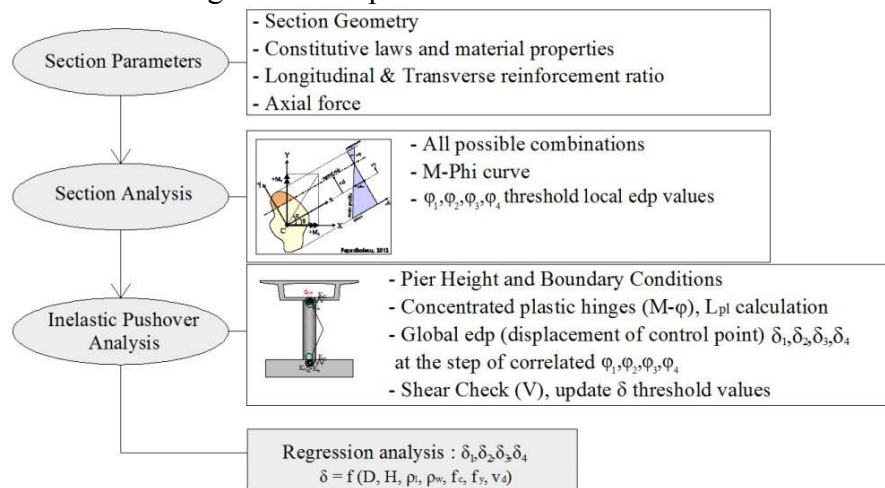 Section Parameters
- Section Geometry
- Constitutive laws and material properties
- Longitudinal & Transverse reinforcement ratio
- Axial force
Section Analysis
Y
X
C
Papanikolaou, 2012
- All possible combinations
- M-Phi curve
- φ₁,φ₂,φ₃,φ₄ threshold local edp values
Inelastic Pushover
Analysis
- Pier Height and Boundary Conditions
- Concentrated plastic hinges (M-φ), Lpl calculation
- Global edp (displacement of control point) δ₁,δ₂,δ₃,δ₄
at the step of correlated φ₁,φ₂,φ₃,φ₄
- Shear Check (V), update δ threshold values
Regression analysis : δ₁,δ₂,δ₃,δ₄
δ = f (D, H, ρₗ, ρw, fc, fy, vd)